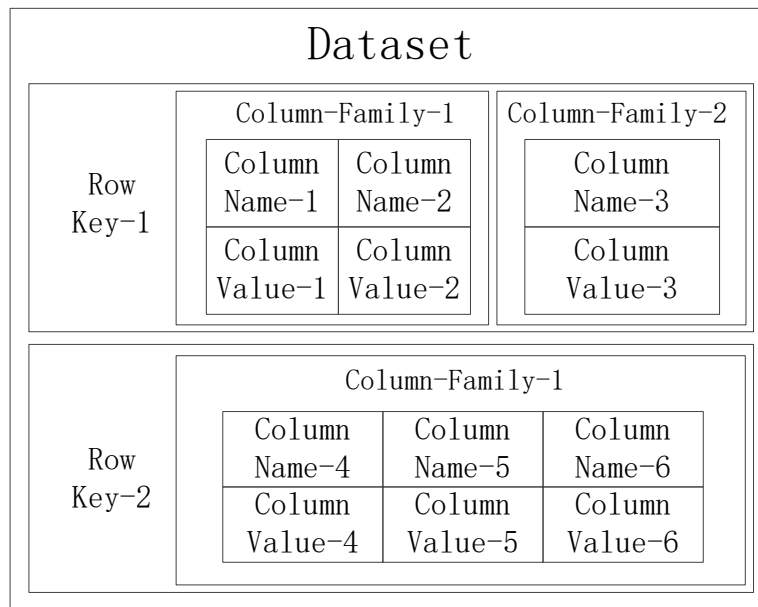 Dataset
Row
Key-1
Column-Family-1
Column
Name-1
Column
Name-2
Column
Value-1
Column
Value-2
Column-Family-2
Column
Name-3
Column
Value-3
Row
Key-2
Column-Family-1
Column
Name-4
Column
Name-5
Column
Name-6
Column
Value-4
Column
Value-5
Column
Value-6